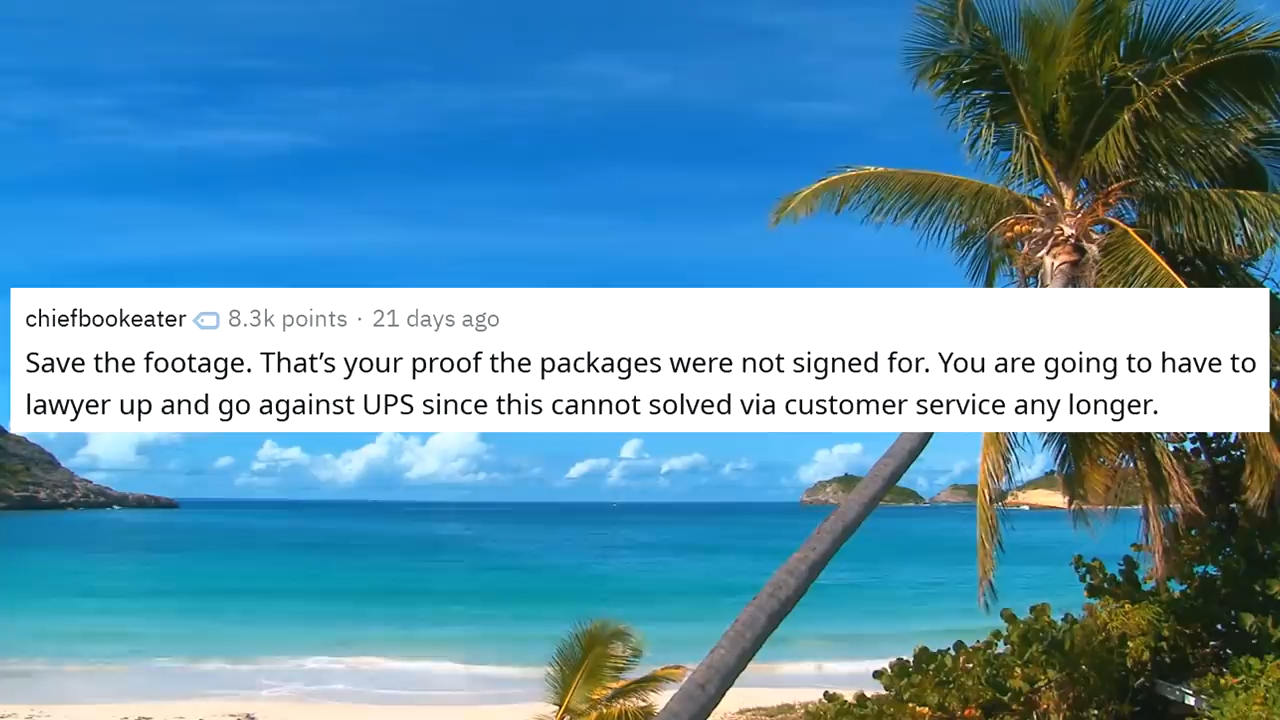 chiefbookeater 8.3k points · 21 days ago
Save the footage. That’s your proof the packages were not signed for. You are going to have to
lawyer up and go against UPS since this cannot solved via customer service any longer.